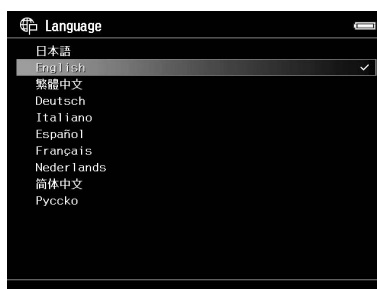 Language
日本語
English
繁體中文
Deutsch
Italiano
Español
Français
Nederlands
简体中文
Pyccko